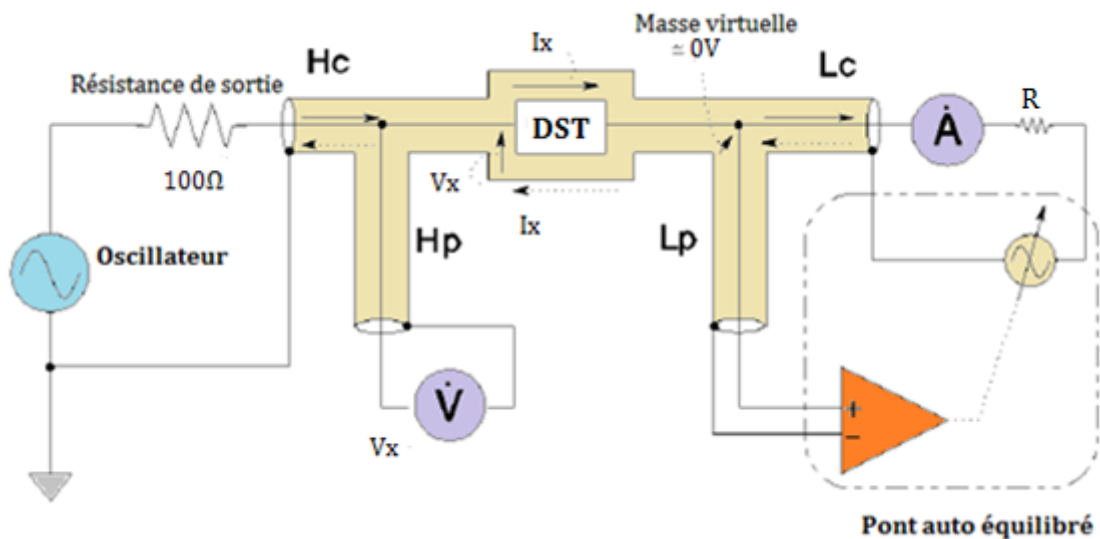 Masse virtuelle
≃ 0V
Ix
Hc
Lc
Résistance de sortie
100Ω
DST
Ȧ
R
Vx
Ix
Hp
Lp
Oscillateur
V̇
Vx
+
−
Pont auto équilibré